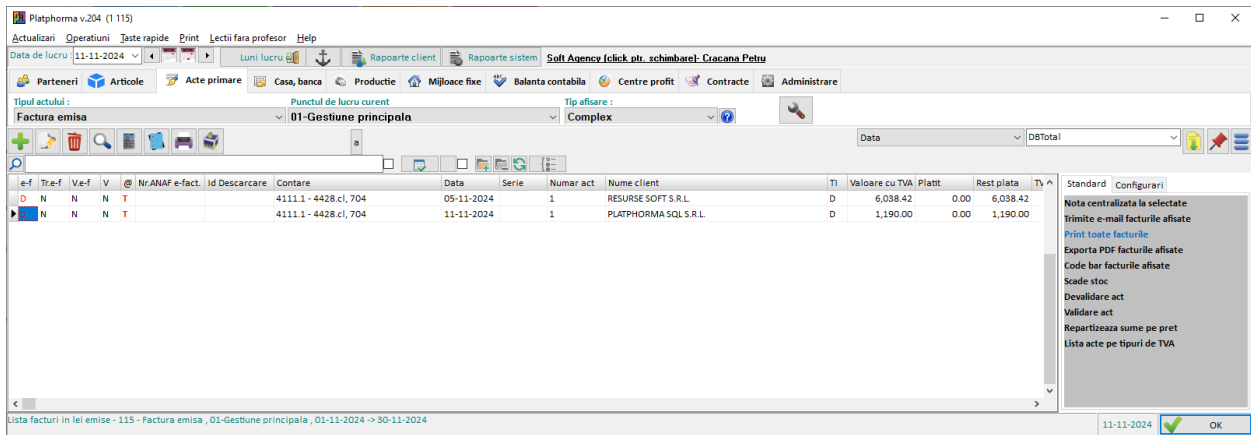 Platphorma v.204 (1 115)
Actualizari Operatiuni Taste rapide Print Lectii fara profesor Help
Data de lucru : 11-11-2024 Luni lucru Rapoarte client Rapoarte sistem Soft Agency [click ptr. schimbare]- Cracana Petru
Parteneri Articole Acte primare Casa, banca Productie Mijloace fixe Balanta contabila Centre profit Contracte Administrare
Tipul actului : Punctul de lucru curent Tip afisare :
Factura emisa 01-Gestiune principala Complex
a Data DBTotal
e-f Tr.e-f V.e-f V @ Nr.ANAF e-fact. Id Descarcare Contare Data Serie Numar act Nume client TI Valoare cu TVA Platit Rest plata
D N N N T 4111.1 - 4428.cl, 704 05-11-2024 1 RESURSE SOFT S.R.L. D 6,038.42 0.00 6,038.42
N N N T 4111.1 - 4428.cl, 704 11-11-2024 1 PLATPHORMA SQL S.R.L. D 1,190.00 0.00 1,190.00
Standard Configurari
Nota centralizata la selectate
Trimite e-mail facturile afisate
Print toate facturile
Exporta PDF facturile afisate
Code bar facturile afisate
Scade stoc
Devalidare act
Validare act
Repartizeaza sume pe pret
Lista acte pe tipuri de TVA
Lista facturi in lei emise - 115 - Factura emisa , 01-Gestiune principala , 01-11-2024 -> 30-11-2024
11-11-2024 OK